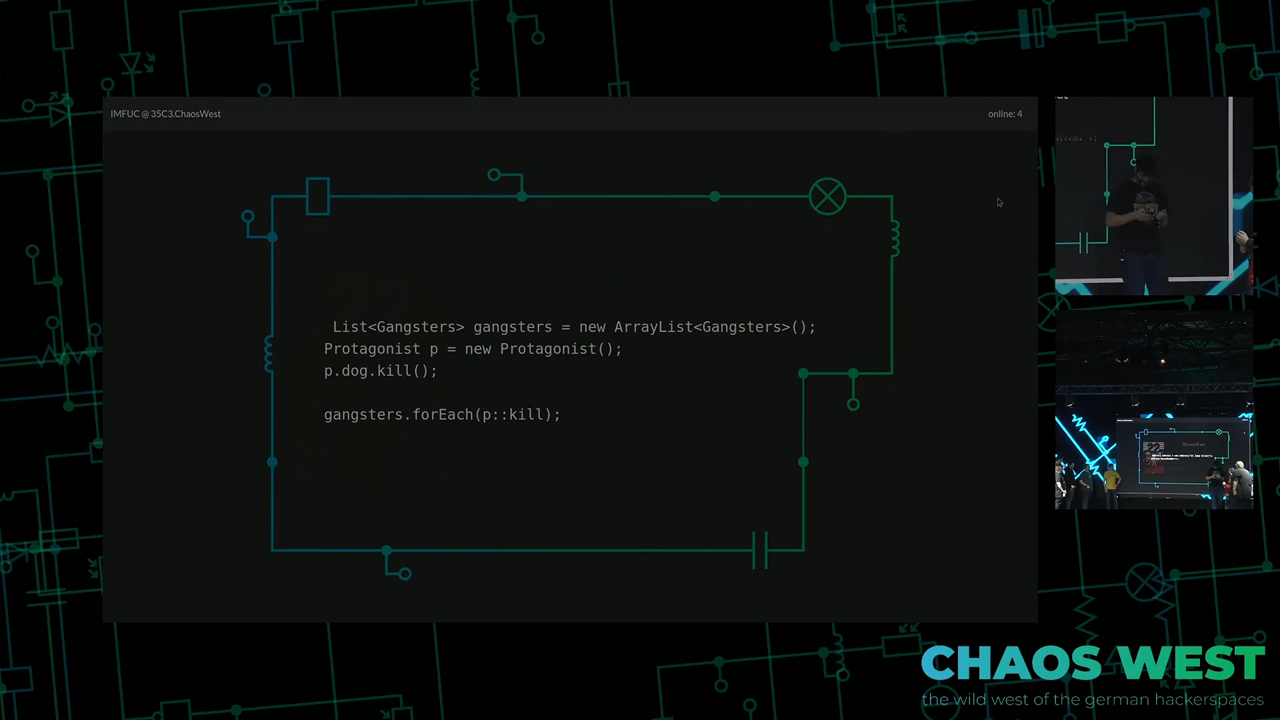 IMFUC @ 35C3.ChaosWest
online: 4
List<Gangsters> gangsters = new ArrayList<Gangsters>();
Protagonist p = new Protagonist();
p.dog.kill();
gangsters.forEach(p::kill);
CHAOS WEST
the wild west of the german hackerspaces